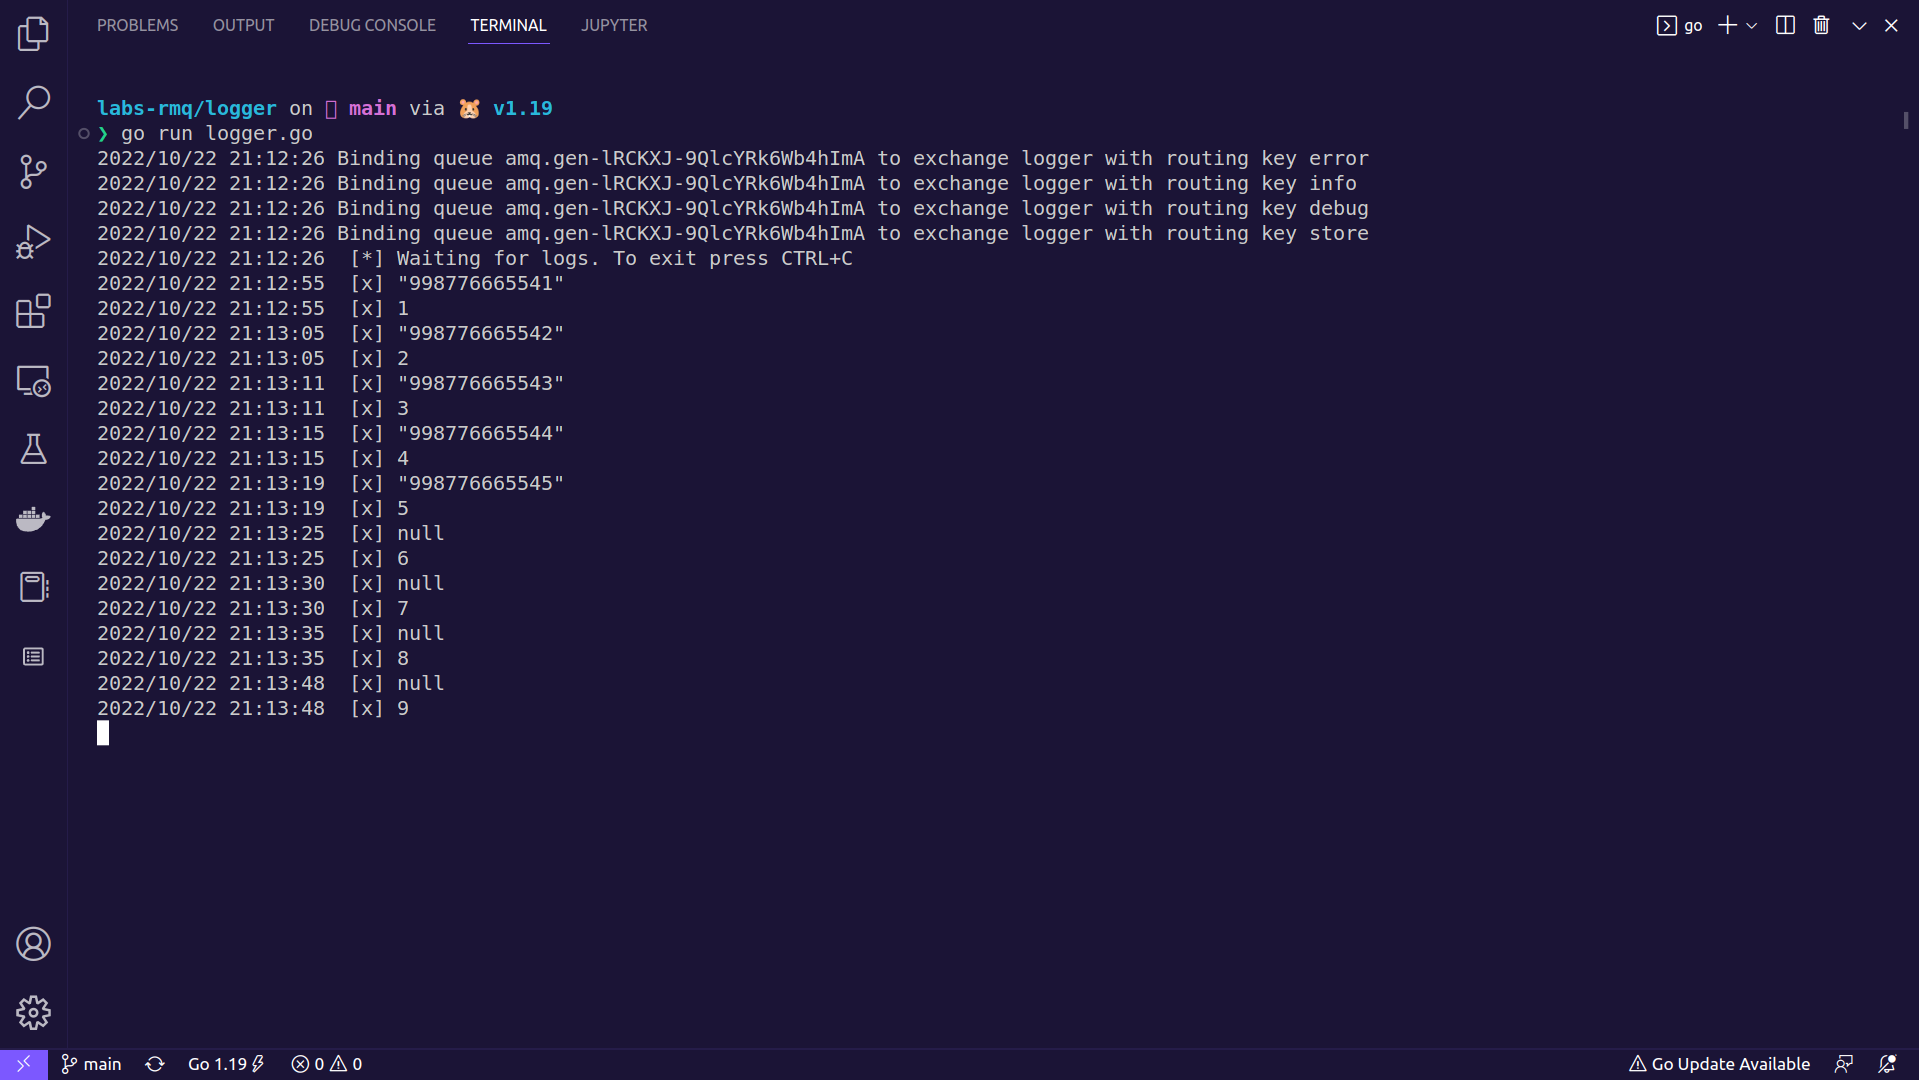 PROBLEMS OUTPUT DEBUG CONSOLE TERMINAL JUPYTER go
labs-rmq/logger on main via v1.19
❯ go run logger.go
2022/10/22 21:12:26 Binding queue amq.gen-lRCKXJ-9QlcYRk6Wb4hImA to exchange logger with routing key error
2022/10/22 21:12:26 Binding queue amq.gen-lRCKXJ-9QlcYRk6Wb4hImA to exchange logger with routing key info
2022/10/22 21:12:26 Binding queue amq.gen-lRCKXJ-9QlcYRk6Wb4hImA to exchange logger with routing key debug
2022/10/22 21:12:26 Binding queue amq.gen-lRCKXJ-9QlcYRk6Wb4hImA to exchange logger with routing key store
2022/10/22 21:12:26  [*] Waiting for logs. To exit press CTRL+C
2022/10/22 21:12:55  [x] "998776665541"
2022/10/22 21:12:55  [x] 1
2022/10/22 21:13:05  [x] "998776665542"
2022/10/22 21:13:05  [x] 2
2022/10/22 21:13:11  [x] "998776665543"
2022/10/22 21:13:11  [x] 3
2022/10/22 21:13:15  [x] "998776665544"
2022/10/22 21:13:15  [x] 4
2022/10/22 21:13:19  [x] "998776665545"
2022/10/22 21:13:19  [x] 5
2022/10/22 21:13:25  [x] null
2022/10/22 21:13:25  [x] 6
2022/10/22 21:13:30  [x] null
2022/10/22 21:13:30  [x] 7
2022/10/22 21:13:35  [x] null
2022/10/22 21:13:35  [x] 8
2022/10/22 21:13:48  [x] null
2022/10/22 21:13:48  [x] 9
main Go 1.19 0 0 Go Update Available